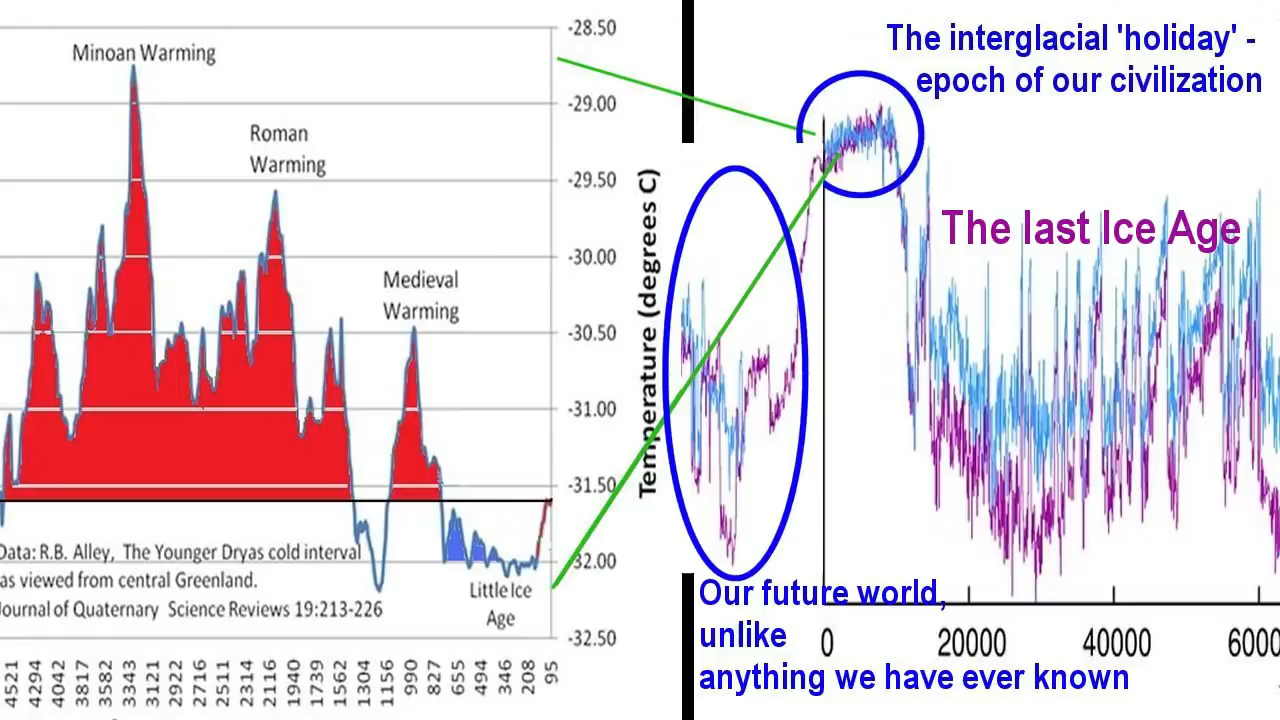 Minoan Warming
Roman
Warming
Medieval
Warming
Little Ice
Age
Data: R.B. Alley, The Younger Dryas cold interval
as viewed from central Greenland.
Journal of Quaternary Science Reviews 19:213-226
-28.50
-29.00
-29.50
-30.00
-30.50
-31.00
-31.50
-32.00
-32.50
4521 4294 4042 3817 3582 3343 3121 2922 2716 2511 2314 2116 1940 1739 1562 1304 1156 990 827 655 494 346 208 95
Temperature (degrees C)
The interglacial 'holiday' -
epoch of our civilization
The last Ice Age
0 20000 40000 6000
Our future world,
unlike
anything we have ever known